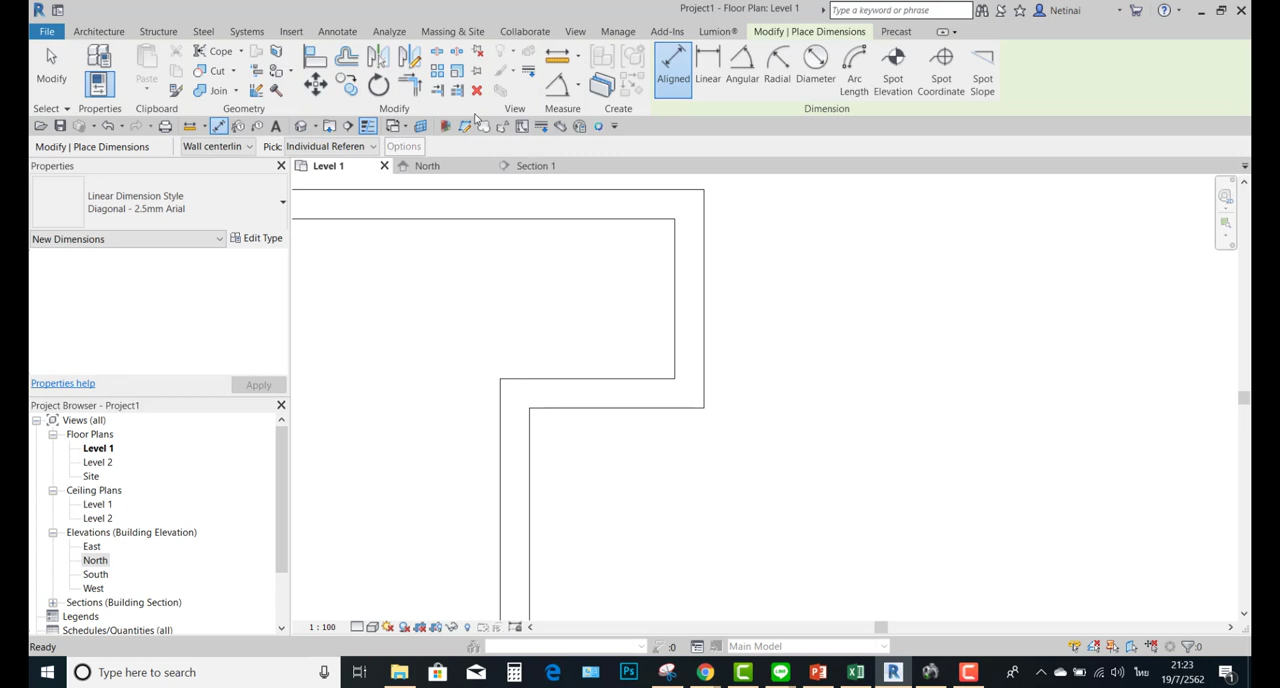 Project1 - Floor Plan: Level 1
Type a keyword or phrase
Netinai
File Architecture Structure Steel Systems Insert Annotate Analyze Massing & Site Collaborate View Manage Add-Ins Lumion® Modify | Place Dimensions Precast
Modify Paste Cope Cut Join Aligned Linear Angular Radial Diameter Arc Length Spot Elevation Spot Coordinate Spot Slope
Select Properties Clipboard Geometry Modify View Measure Create Dimension
Modify | Place Dimensions Wall centerlin Pick: Individual Referen Options
Properties
Level 1 North Section 1
Linear Dimension Style
Diagonal - 2.5mm Arial
New Dimensions Edit Type
Properties help Apply
Project Browser - Project1
Views (all)
Floor Plans
Level 1
Level 2
Site
Ceiling Plans
Level 1
Level 2
Elevations (Building Elevation)
East
North
South
West
Sections (Building Section)
Legends
Schedules/Quantities (all)
1 : 100
Ready :0 Main Model :0
Type here to search
ไทย
21:23
19/7/2562